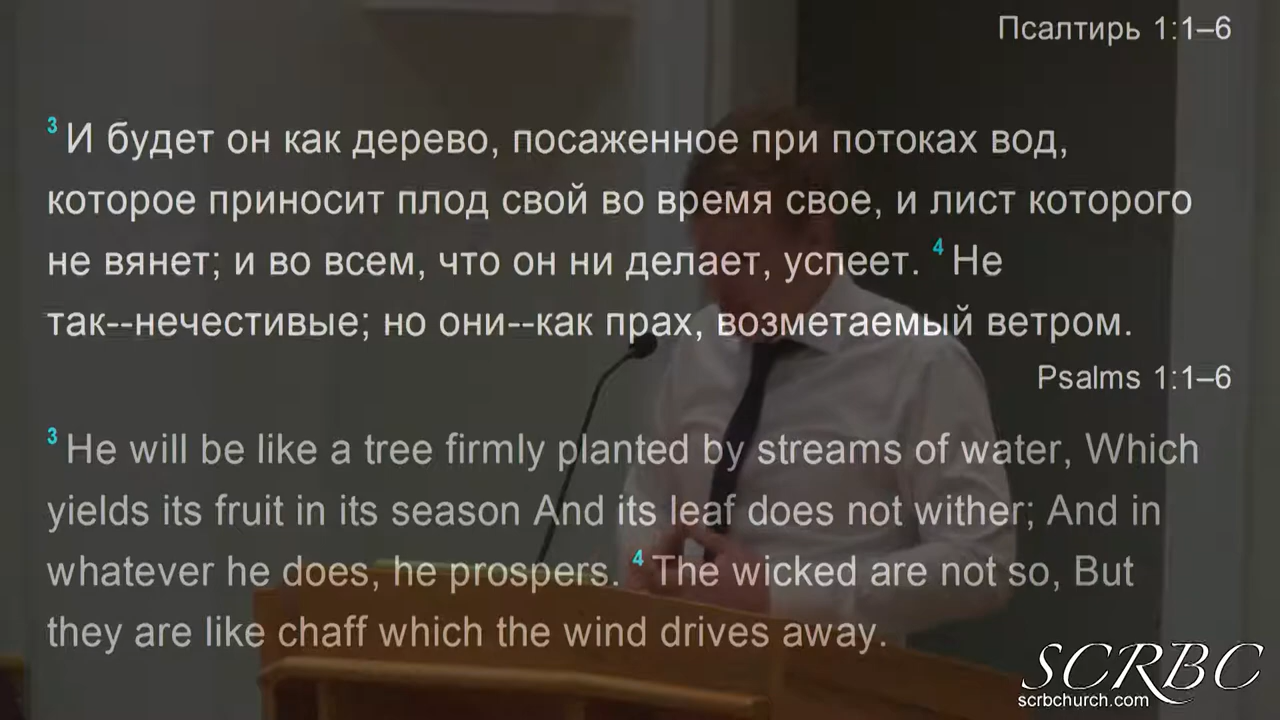 Псалтирь 1:1–6
3 И будет он как дерево, посаженное при потоках вод,
которое приносит плод свой во время свое, и лист которого
не вянет; и во всем, что он ни делает, успеет. 4 Не
так--нечестивые; но они--как прах, возметаемый ветром.
Psalms 1:1–6
3 He will be like a tree firmly planted by streams of water, Which
yields its fruit in its season And its leaf does not wither; And in
whatever he does, he prospers. 4 The wicked are not so, But
they are like chaff which the wind drives away.
SCRBC
scrbchurch.com